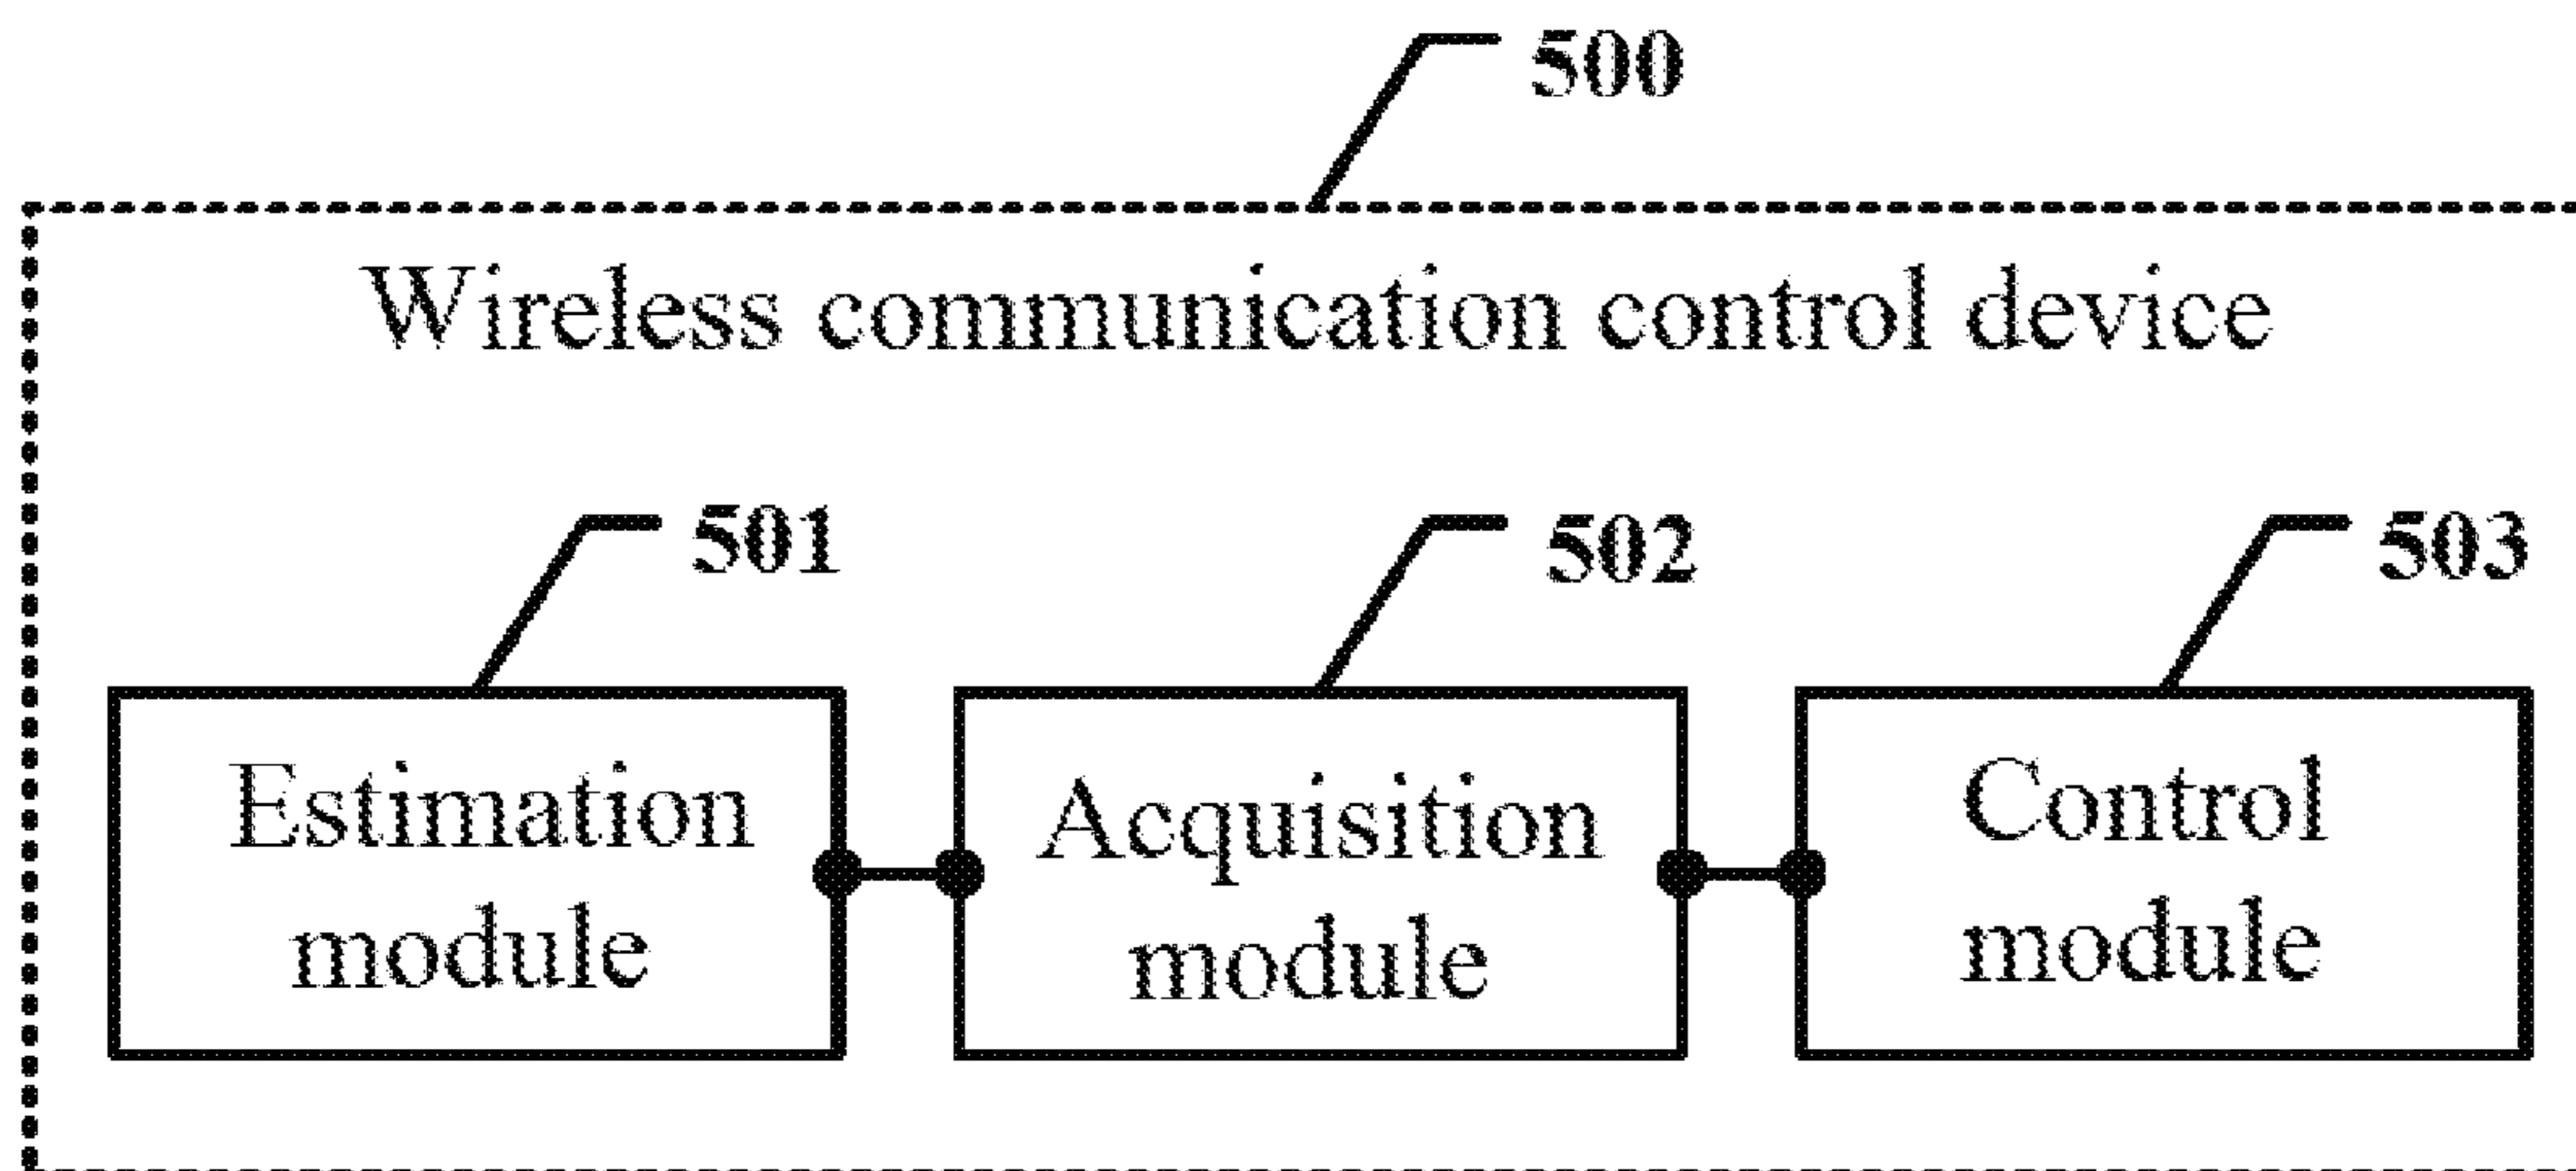 500
Wireless communication control device
501
502
503
Estimation
module
Acquisition
module
Control
module